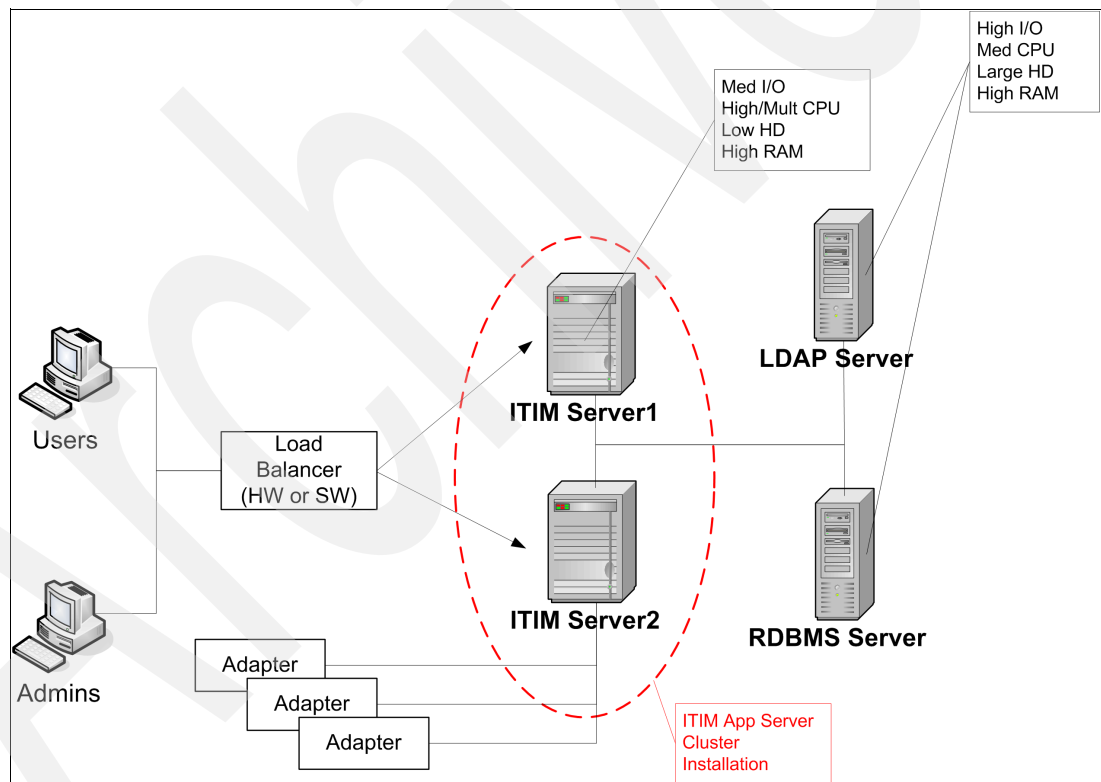 High I/O
Med CPU
Large HD
High RAM
Med I/O
High/Mult CPU
Low HD
High RAM
LDAP Server
ITIM Server1
Users
Load
Balancer
(HW or SW)
ITIM Server2
RDBMS Server
Admins
Adapter
Adapter
Adapter
ITIM App Server
Cluster
Installation